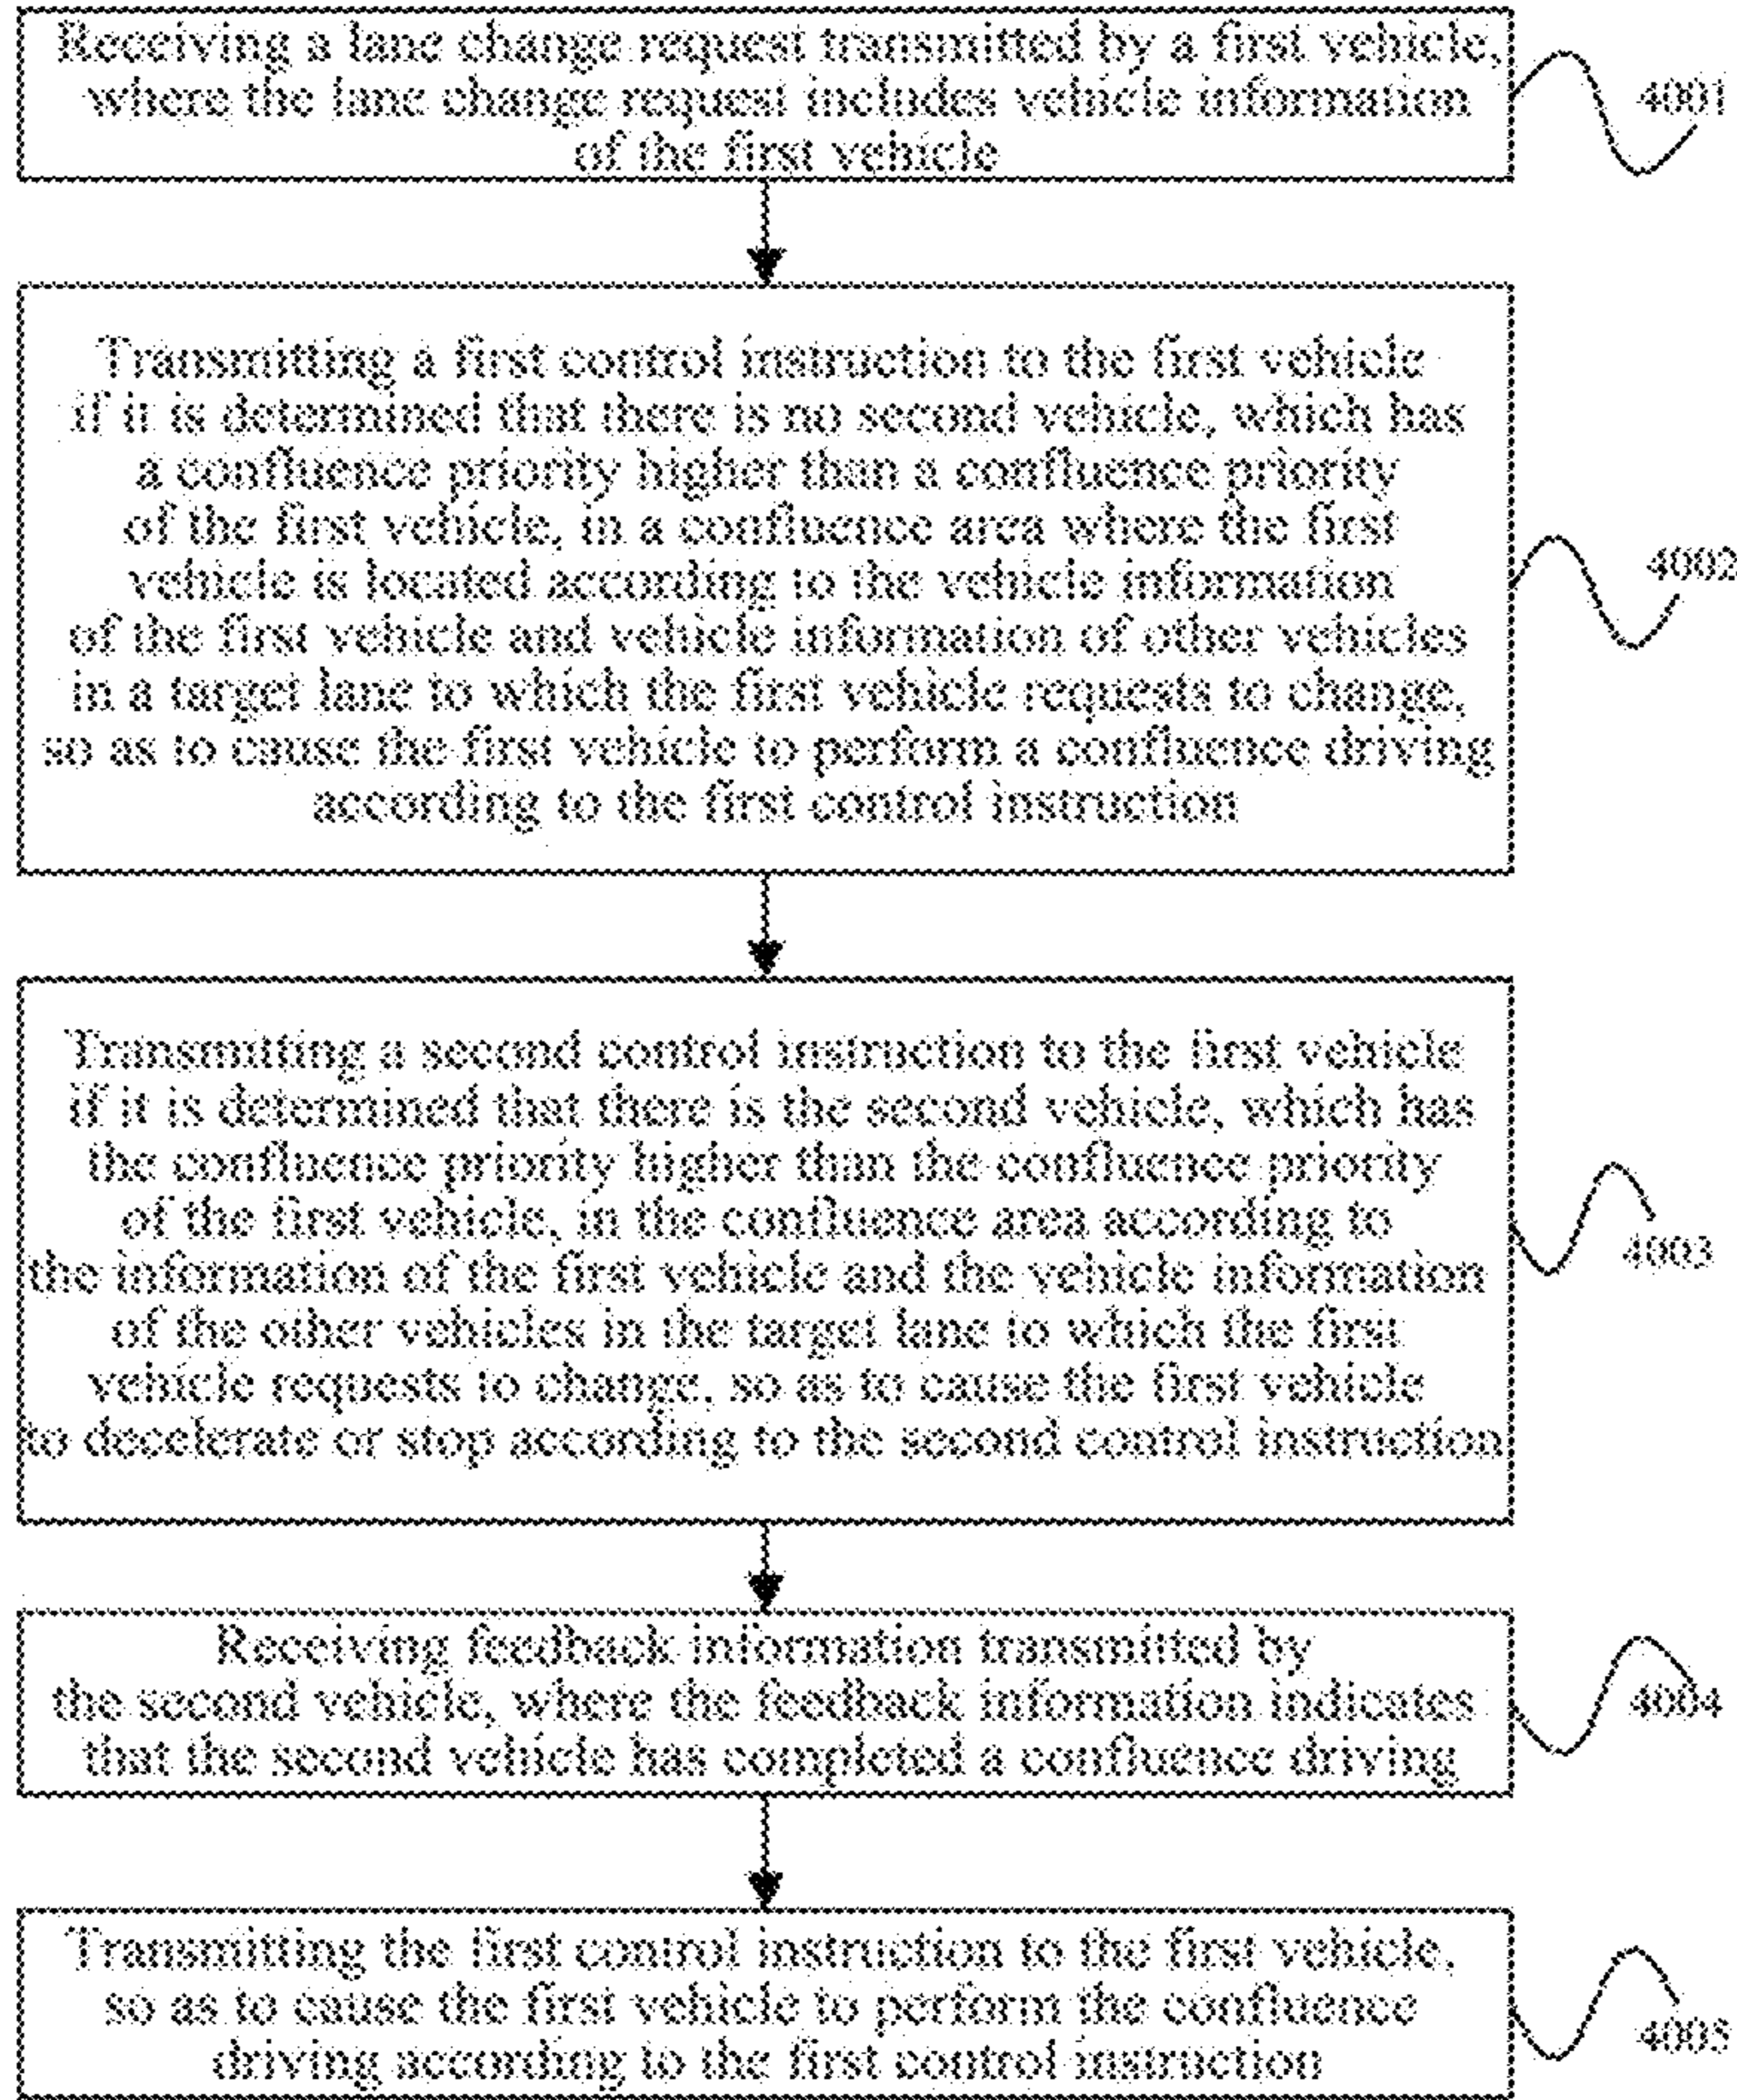 Receiving a lane change request transmitted by a first vehicle,
where the lane change request includes vehicle information
of the first vehicle
4001
Transmitting a first control instruction to the first vehicle
if it is determined that there is no second vehicle, which has
a confluence priority higher than a confluence priority
of the first vehicle, in a confluence area where the first
vehicle is located according to the vehicle information
of the first vehicle and vehicle information of other vehicles
in a target lane to which the first vehicle requests to change,
so as to cause the first vehicle to perform a confluence driving
according to the first control instruction
4002
Transmitting a second control instruction to the first vehicle
if it is determined that there is the second vehicle, which has
the confluence priority higher than the confluence priority
of the first vehicle, in the confluence area according to
the information of the first vehicle and the vehicle information
of the other vehicles in the target lane to which the first
vehicle requests to change, so as to cause the first vehicle
to decelerate or stop according to the second control instruction
4003
Receiving feedback information transmitted by
the second vehicle, where the feedback information indicates
that the second vehicle has completed a confluence driving
4004
Transmitting the first control instruction to the first vehicle,
so as to cause the first vehicle to perform the confluence
driving according to the first control instruction
4005